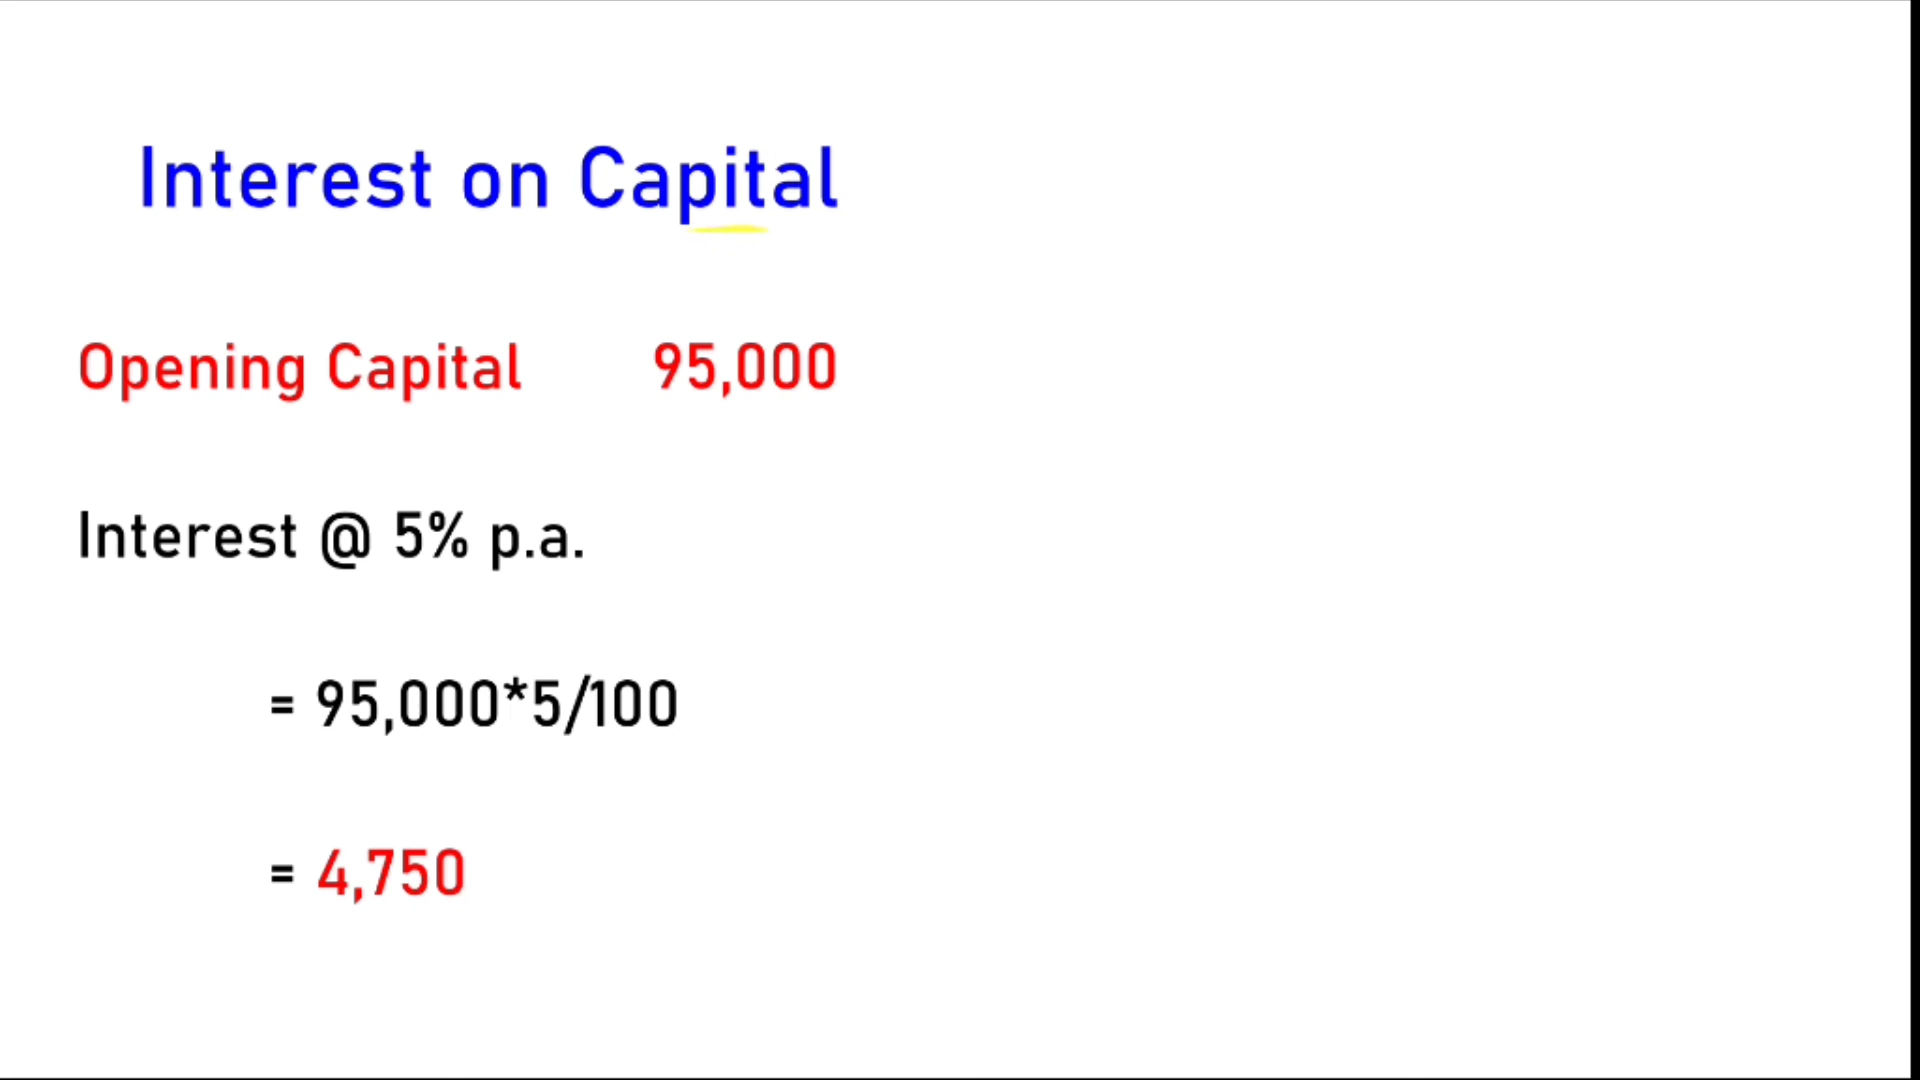 Interest on Capital
Opening Capital 95,000
Interest @ 5% p.a.
= 95,000*5/100
= 4,750